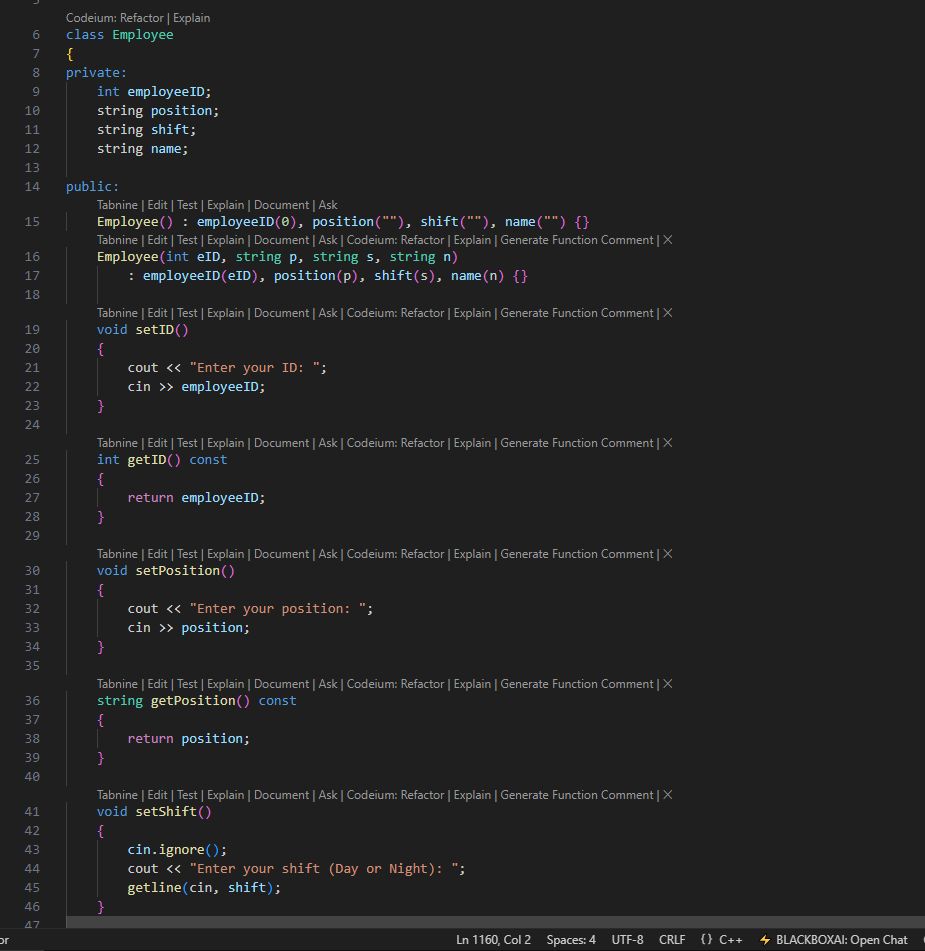 5
Codeium: Refactor | Explain
6 class Employee
7 {
8 private:
9 int employeeID;
10 string position;
11 string shift;
12 string name;
13
14 public:
Tabnine | Edit | Test | Explain | Document | Ask
15 Employee() : employeeID(0), position(""), shift(""), name("") {}
Tabnine | Edit | Test | Explain | Document | Ask | Codeium: Refactor | Explain | Generate Function Comment | X
16 Employee(int eID, string p, string s, string n)
17 : employeeID(eID), position(p), shift(s), name(n) {}
18
Tabnine | Edit | Test | Explain | Document | Ask | Codeium: Refactor | Explain | Generate Function Comment | X
19 void setID()
20 {
21 cout << "Enter your ID: ";
22 cin >> employeeID;
23 }
24
Tabnine | Edit | Test | Explain | Document | Ask | Codeium: Refactor | Explain | Generate Function Comment | X
25 int getID() const
26 {
27 return employeeID;
28 }
29
Tabnine | Edit | Test | Explain | Document | Ask | Codeium: Refactor | Explain | Generate Function Comment | X
30 void setPosition()
31 {
32 cout << "Enter your position: ";
33 cin >> position;
34 }
35
Tabnine | Edit | Test | Explain | Document | Ask | Codeium: Refactor | Explain | Generate Function Comment | X
36 string getPosition() const
37 {
38 return position;
39 }
40
Tabnine | Edit | Test | Explain | Document | Ask | Codeium: Refactor | Explain | Generate Function Comment | X
41 void setShift()
42 {
43 cin.ignore();
44 cout << "Enter your shift (Day or Night): ";
45 getline(cin, shift);
46 }
47
or Ln 1160, Col 2 Spaces: 4 UTF-8 CRLF {} C++ BLACKBOXAI: Open Chat